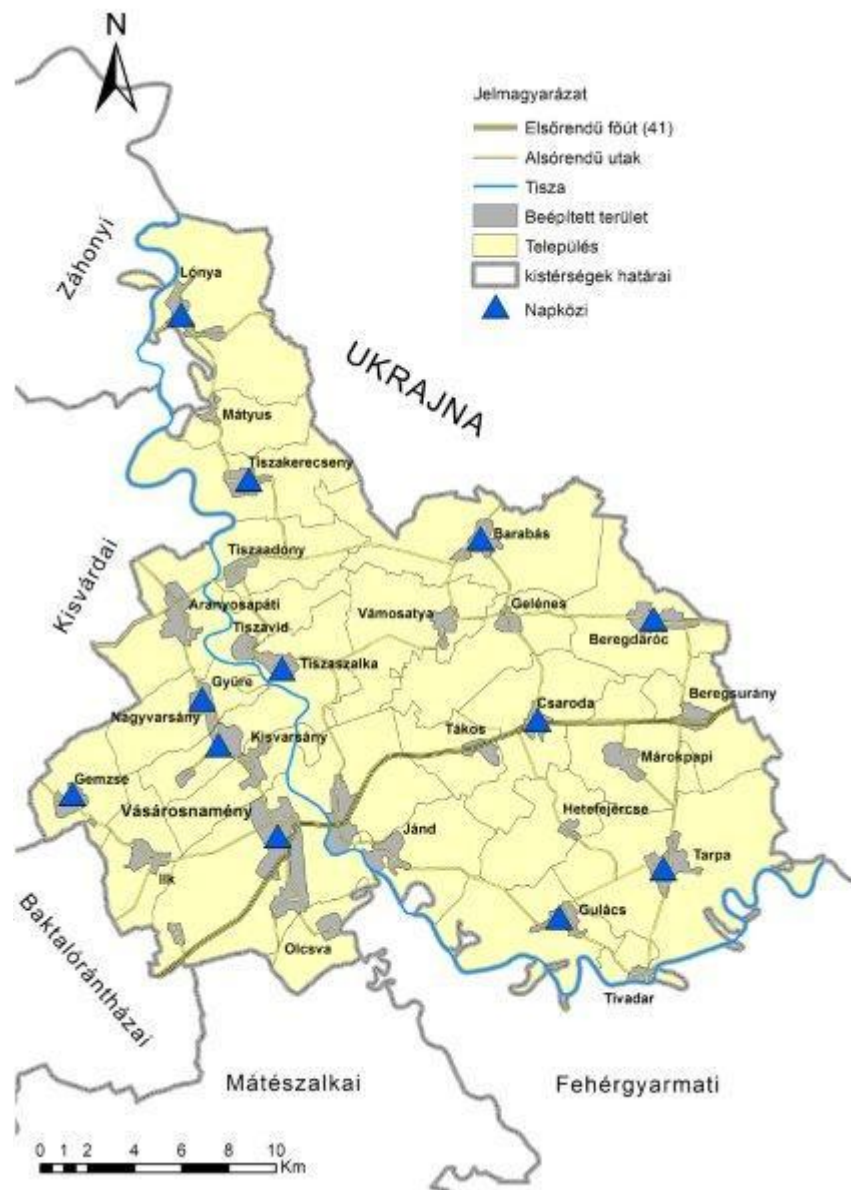 N
Jelmagyarázat
Elsőrendű főút (41)
Alsórendű utak
Tisza
Beépített terület
Település
kistérségek határai
Napközi
Záhonyi
Lónya
UKRAJNA
Mátyus
Tiszakerecseny
Kisvárdai
Barabás
Tiszaadony
Aranyosapáti
Vámosatya
Gelénes
Tiszavid
Beregdaróc
Tiszaszalka
Gyüre
Nagyvarsány
Csaroda
Beregsurány
Kisvarsány
Tákos
Márokpapi
Gemzse
Vásárosnamény
Hetefejércse
Jánd
Tarpa
Ilk
Gulács
Baktalórántházai
Olcsva
Tivadar
Mátészalkai
Fehérgyarmati
0 1 2 4 6 8 10
Km